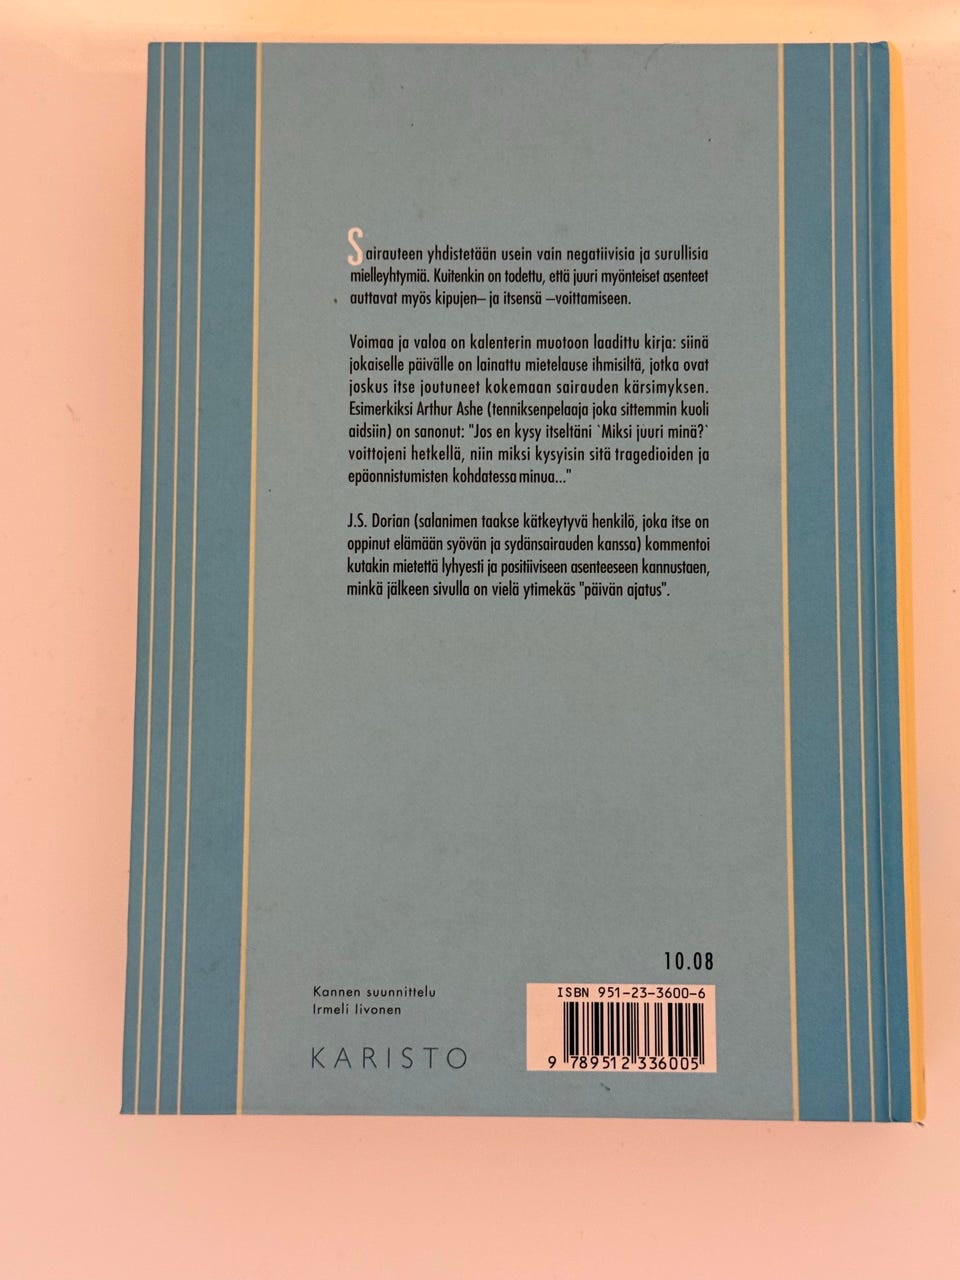 Sairauteen yhdistetään usein vain negatiivisia ja surullisia
mielleyhtymiä. Kuitenkin on todettu, että juuri myönteiset asenteet
auttavat myös kipujen– ja itsensä –voittamiseen.
Voimaa ja valoa on kalenterin muotoon laadittu kirja: siinä
jokaiselle päivälle on lainattu mietelause ihmisiltä, jotka ovat
joskus itse joutuneet kokemaan sairauden kärsimyksen.
Esimerkiksi Arthur Ashe (tenniksenpelaaja joka sittemmin kuoli
aidsiin) on sanonut: "Jos en kysy itseltäni `Miksi juuri minä?`
voittojeni hetkellä, niin miksi kysyisin sitä tragedioiden ja
epäonnistumisten kohdatessa minua..."
J.S. Dorian (salanimen taakse kätkeytyvä henkilö, joka itse on
oppinut elämään syövän ja sydänsairauden kanssa) kommentoi
kutakin mietettä lyhyesti ja positiiviseen asenteeseen kannustaen,
minkä jälkeen sivulla on vielä ytimekäs "päivän ajatus".
10.08
Kannen suunnittelu
Irmeli Iivonen
KARISTO
ISBN 951-23-3600-6
9 789512 336005